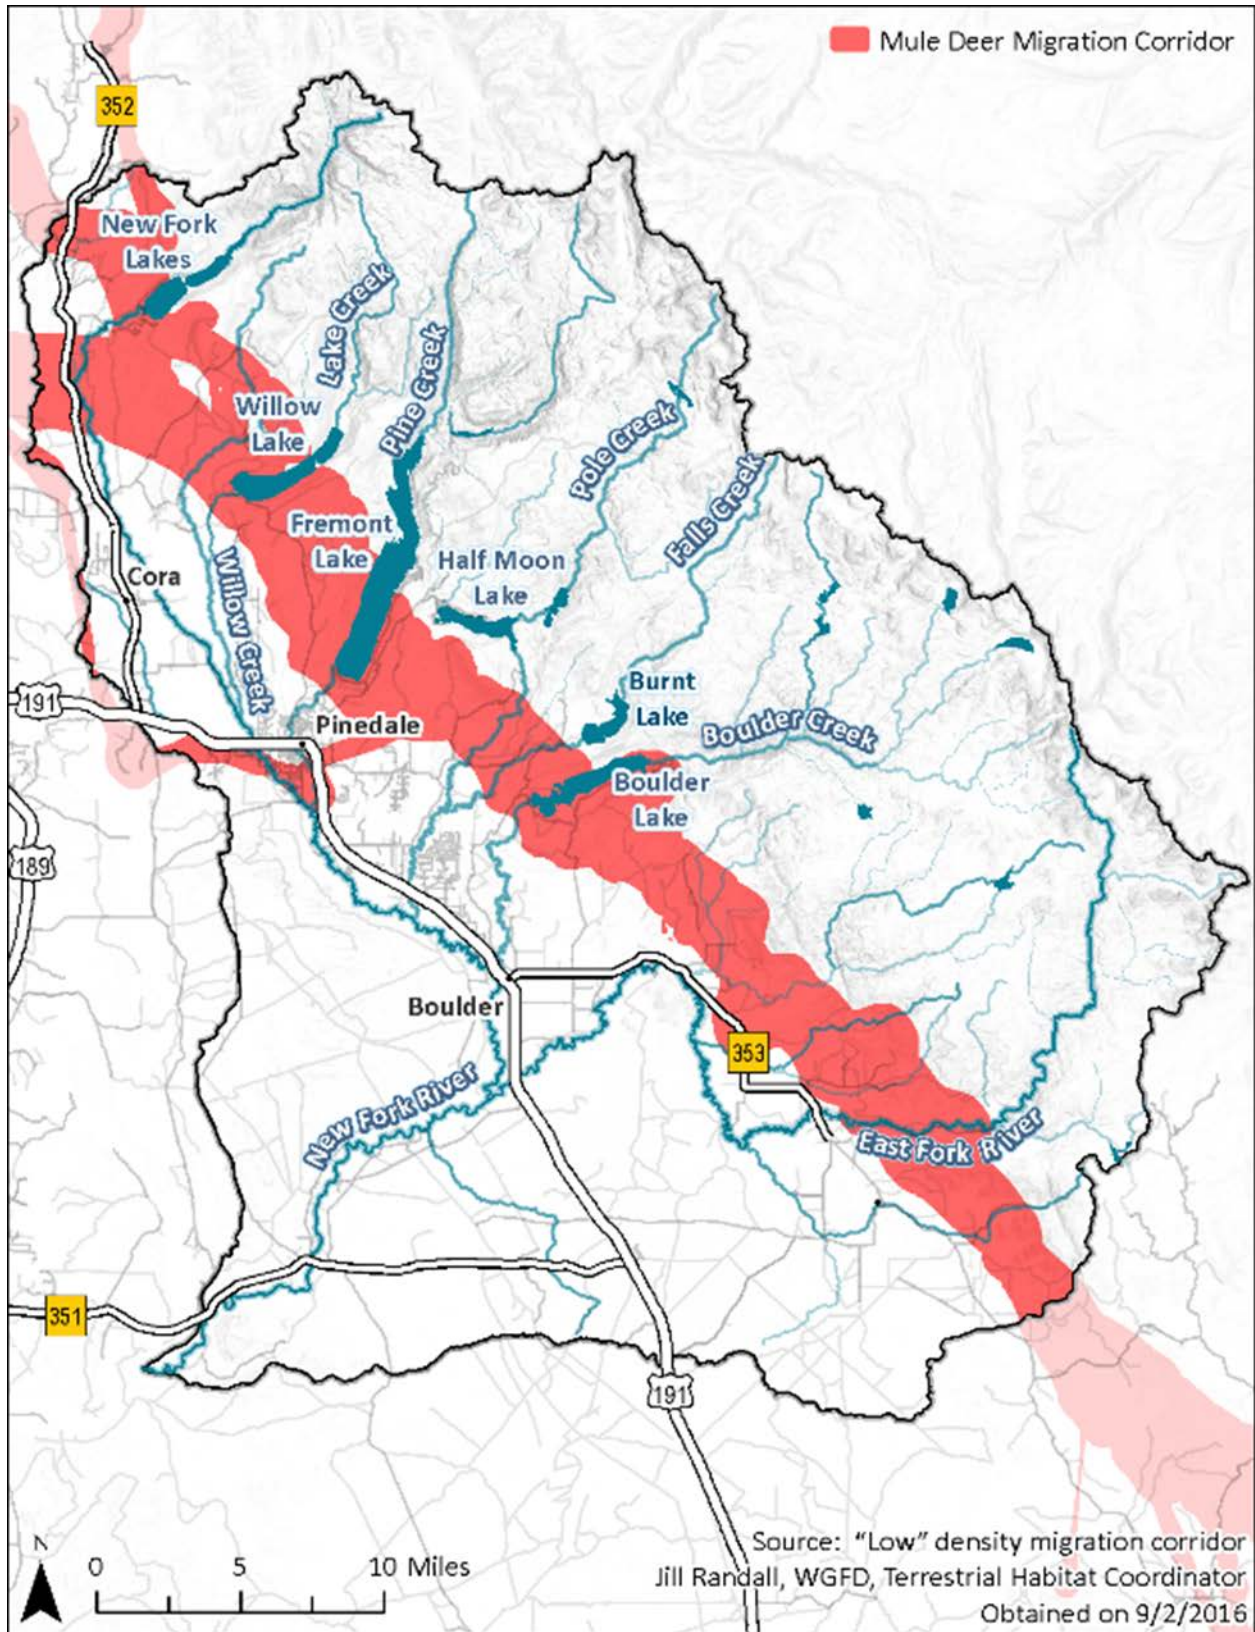 Mule Deer Migration Corridor
352
New Fork
Lakes
Lake Creek
Pine Creek
Willow
Lake
Pole Creek
Falls Creek
Fremont
Lake
Half Moon
Lake
Cora
Willow Creek
191
Burnt
Lake
Pinedale
Boulder Creek
Boulder
Lake
189
Boulder
353
New Fork River
East Fork River
351
191
N
0 5 10 Miles
Source: “Low” density migration corridor
Jill Randall, WGFD, Terrestrial Habitat Coordinator
Obtained on 9/2/2016